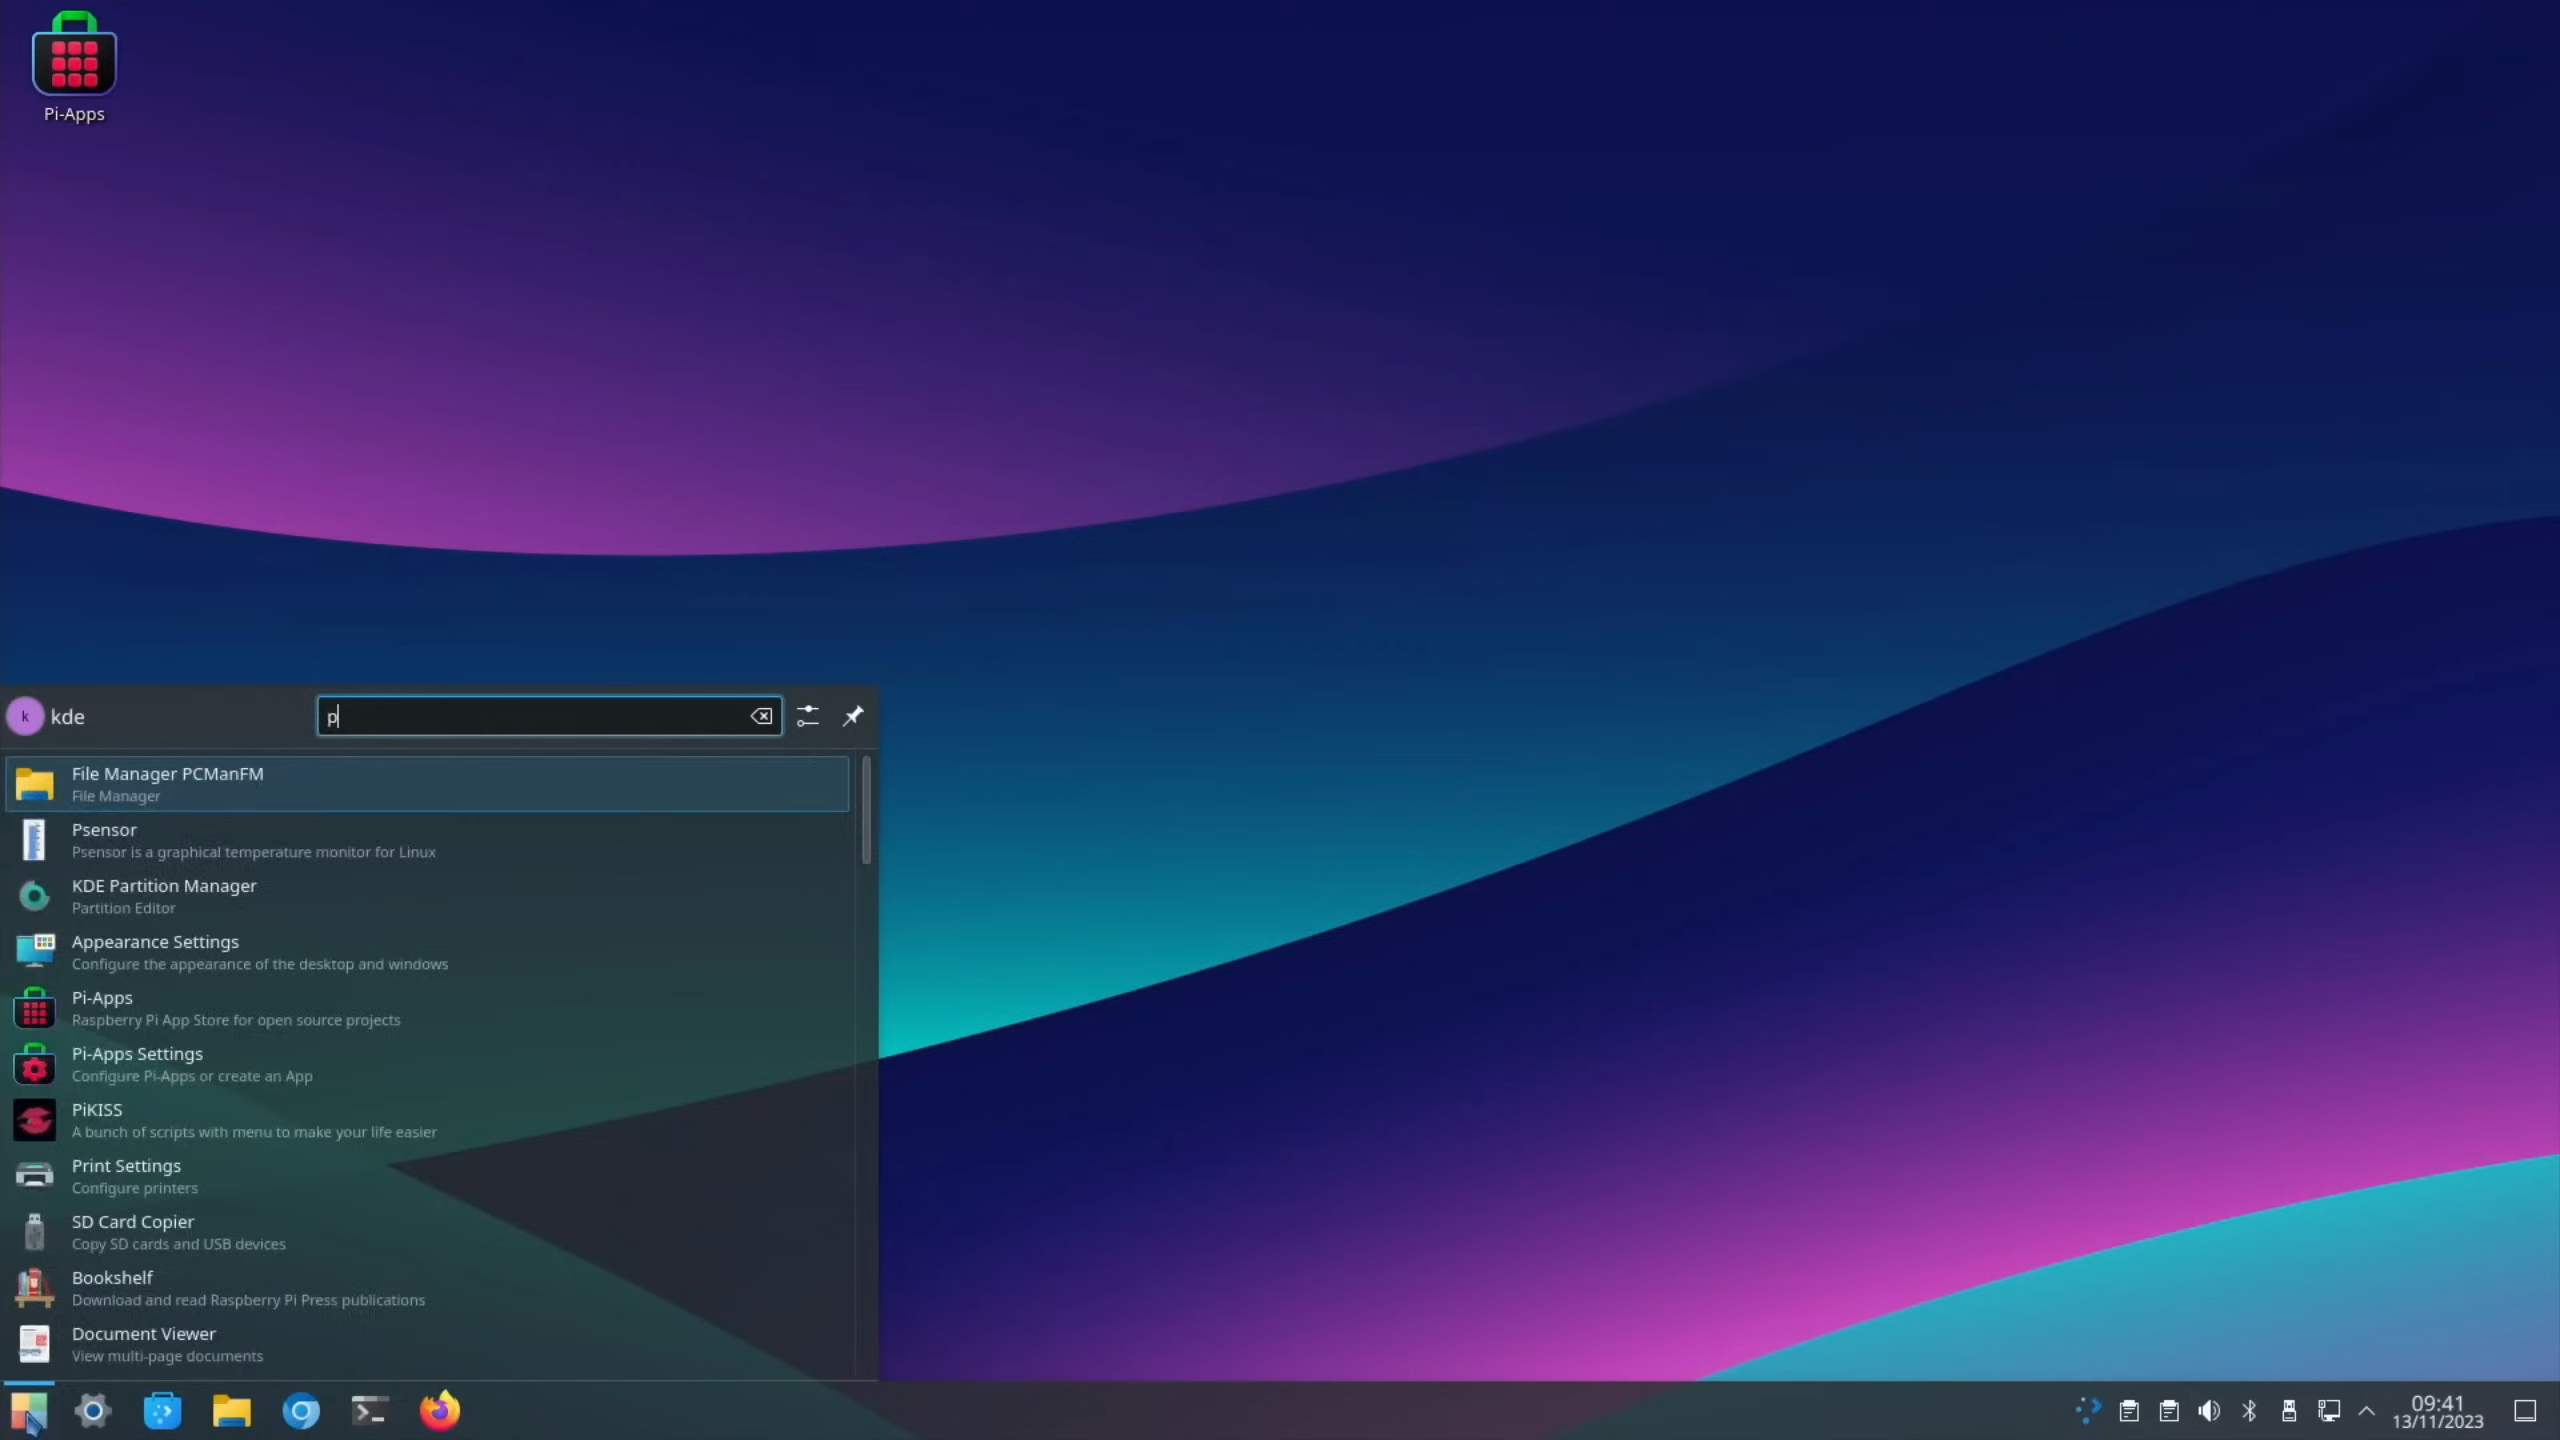 Pi-Apps
k
kde
p
File Manager PCManFM
File Manager
Psensor
Psensor is a graphical temperature monitor for Linux
KDE Partition Manager
Partition Editor
Appearance Settings
Configure the appearance of the desktop and windows
Pi-Apps
Raspberry Pi App Store for open source projects
Pi-Apps Settings
Configure Pi-Apps or create an App
PiKISS
A bunch of scripts with menu to make your life easier
Print Settings
Configure printers
SD Card Copier
Copy SD cards and USB devices
Bookshelf
Download and read Raspberry Pi Press publications
Document Viewer
View multi-page documents
09:41
13/11/2023